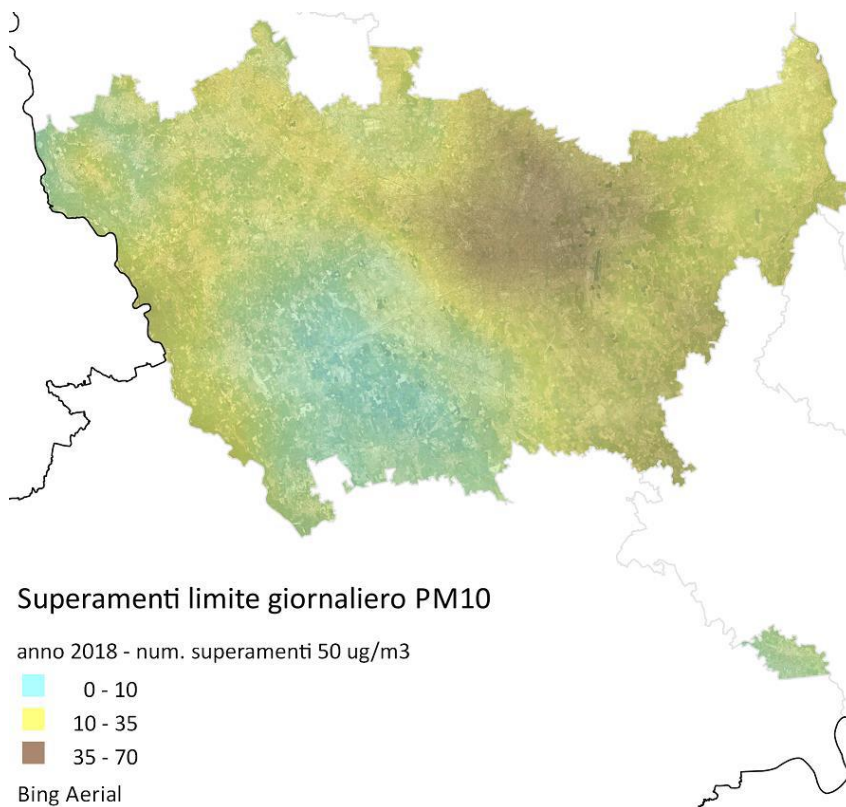 Superamenti limite giornaliero PM10
anno 2018 - num. superamenti 50 ug/m3
0 - 10
10 - 35
35 - 70
Bing Aerial